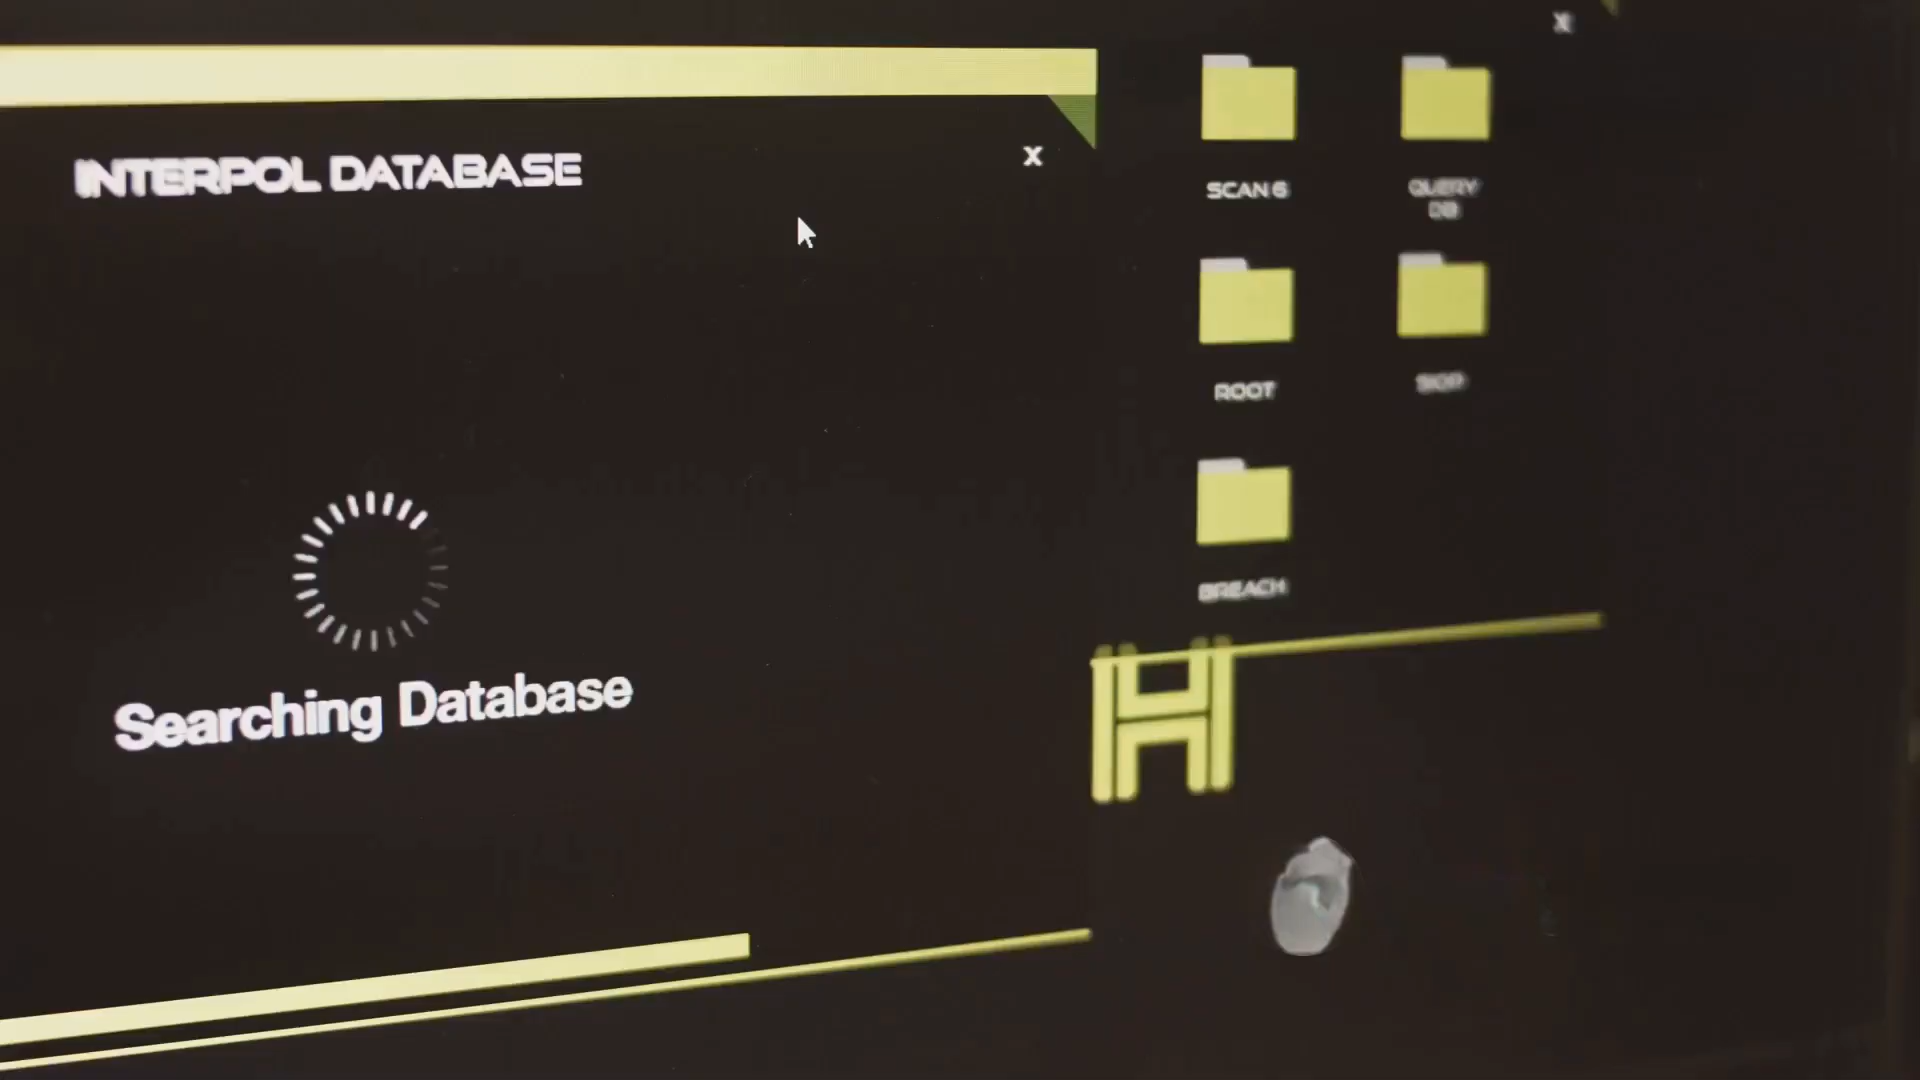 INTERPOL DATABASE
x
Searching Database
x
SCAN 6
QUERY
DB
ROOT
BREACH